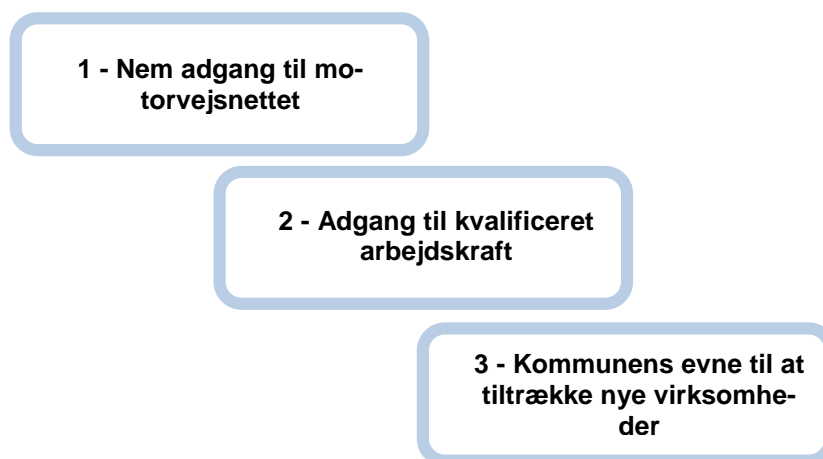 1 - Nem adgang til mo-
torvejsnettet
2 - Adgang til kvalificeret
arbejdskraft
3 - Kommunens evne til at
tiltrække nye virksomhe-
der